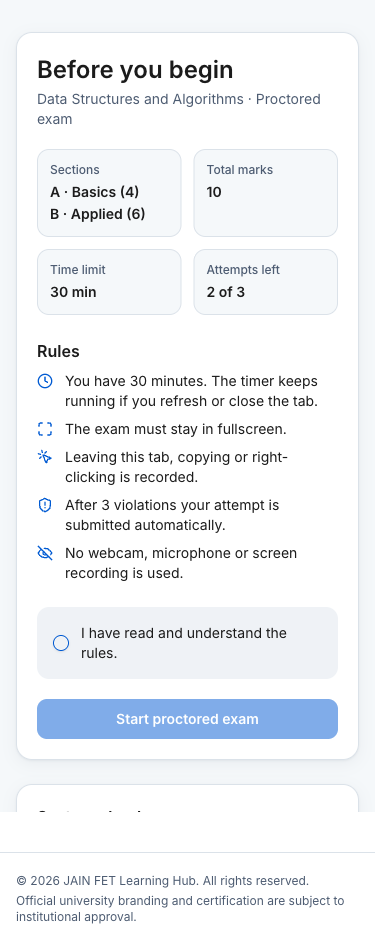 Before you begin
Data Structures and Algorithms · Proctored
exam
Sections
A · Basics (4)
B · Applied (6)
Total marks
10
Time limit
30 min
Attempts left
2 of 3
Rules
You have 30 minutes. The timer keeps
running if you refresh or close the tab.
The exam must stay in fullscreen.
Leaving this tab, copying or right-
clicking is recorded.
After 3 violations your attempt is
submitted automatically.
No webcam, microphone or screen
recording is used.
I have read and understand the
rules.
Start proctored exam
© 2026 JAIN FET Learning Hub. All rights reserved.
Official university branding and certification are subject to
institutional approval.